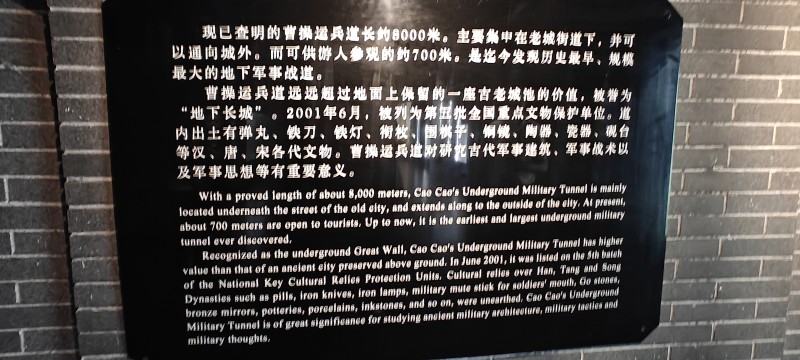 现已查明的曹操运兵道长约8000米。主要集中在老城街道下，并可
以通向城外。而可供游人参观的约700米。是迄今发现历史最早、规模
最大的地下军事战道。
曹操运兵道远远超过地面上保留的一座古老城池的价值，被誉为
“地下长城”。2001年6月，被列为第五批全国重点文物保护单位。道
内出土有弹丸、铁刀、铁灯、衔枚、围棋子、铜镜、陶器、瓷器、砚台
等汉、唐、宋各代文物。曹操运兵道对研究古代军事建筑、军事战术以
及军事思想等有重要意义。
With a proved length of about 8,000 meters, Cao Cao's Underground Military Tunnel is mainly
located underneath the street of the old city, and extends along to the outside of the city. At present,
about 700 meters are open to tourists. Up to now, it is the earliest and largest underground military
tunnel ever discovered.
Recognized as the underground Great Wall, Cao Cao's Underground Military Tunnel has higher
value than that of an ancient city preserved above ground. In June 2001, it was listed on the 5th batch
of the National Key Cultural Relics Protection Units. Cultural relics over Han, Tang and Song
Dynasties such as pills, iron knives, iron lamps, military mute stick for soldiers' mouth, Go stones,
bronze mirrors, potteries, porcelains, inkstones, and so on, were unearthed. Cao Cao's Underground
Military Tunnel is of great significance for studying ancient military architecture, military tactics and
military thoughts.